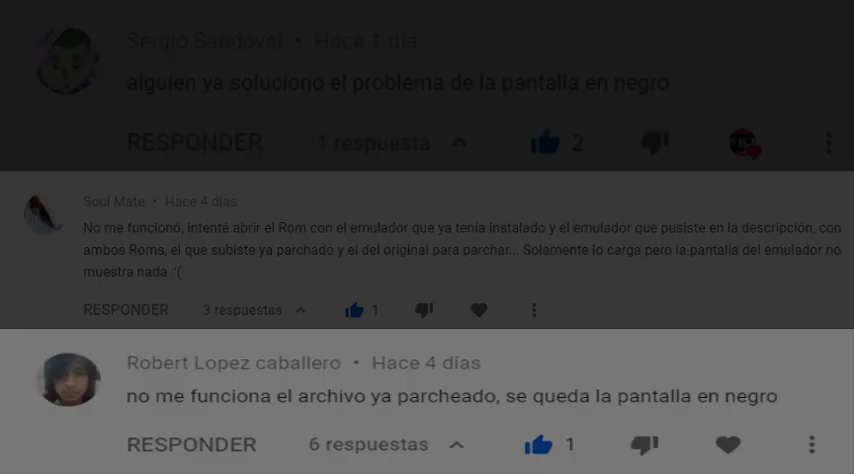 Sergio Sandoval • Hace 1 día
alguien ya soluciono el problema de la pantalla en negro
RESPONDER 1 respuesta 2
Soul Mate • Hace 4 días
No me funcionó, intenté abrir el Rom con el emulador que ya tenía instalado y el emulador que pusiste en la descripción, con
ambos Roms, el que subiste ya parchado y el del original para parchar... Solamente lo carga pero la pantalla del emulador no
muestra nada :'(
RESPONDER 3 respuestas 1
Robert Lopez caballero • Hace 4 días
no me funciona el archivo ya parcheado, se queda la pantalla en negro
RESPONDER 6 respuestas 1